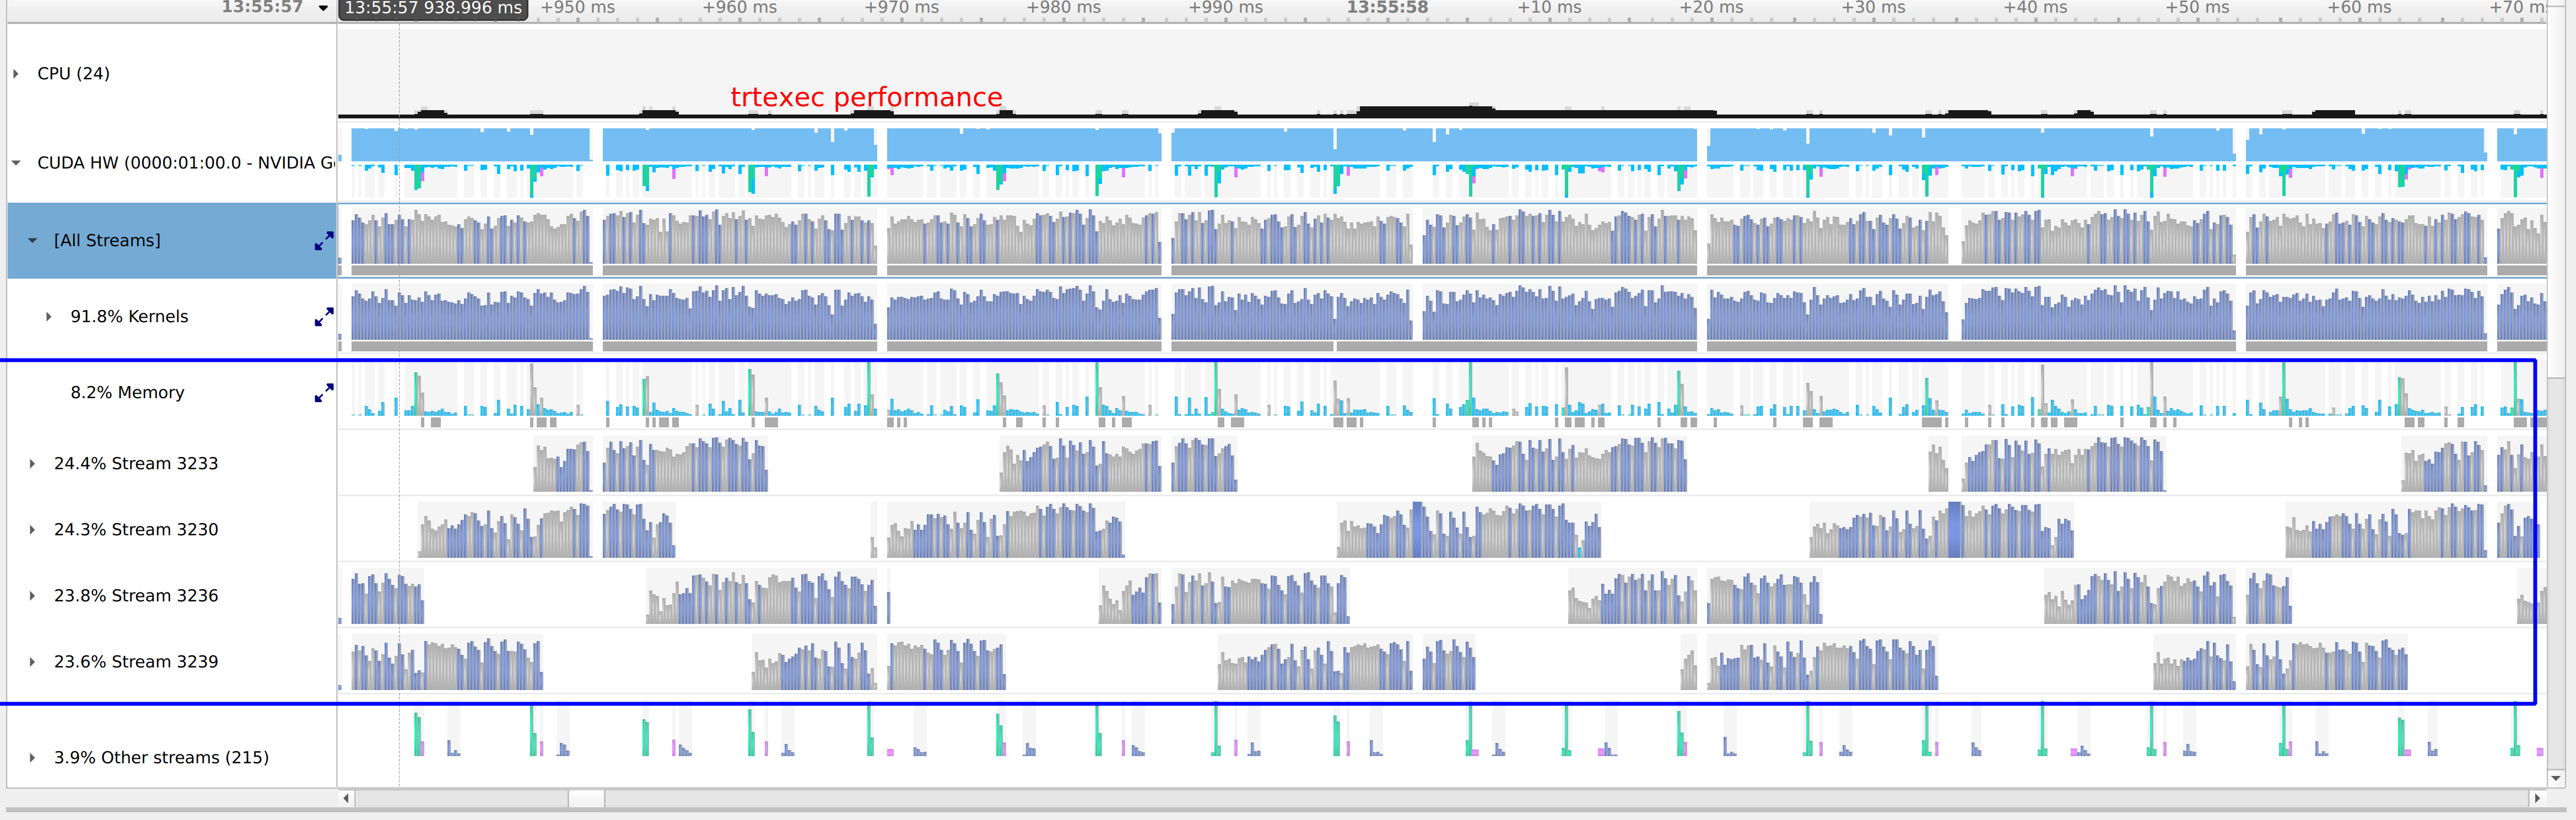 13:55:57
13:55:57 938.996 ms
+950 ms
+960 ms
+970 ms
+980 ms
+990 ms
13:55:58
+10 ms
+20 ms
+30 ms
+40 ms
+50 ms
+60 ms
+70 m
CPU (24)
trtexec performance
CUDA HW (0000:01:00.0 - NVIDIA G
[All Streams]
91.8% Kernels
8.2% Memory
24.4% Stream 3233
24.3% Stream 3230
23.8% Stream 3236
23.6% Stream 3239
3.9% Other streams (215)